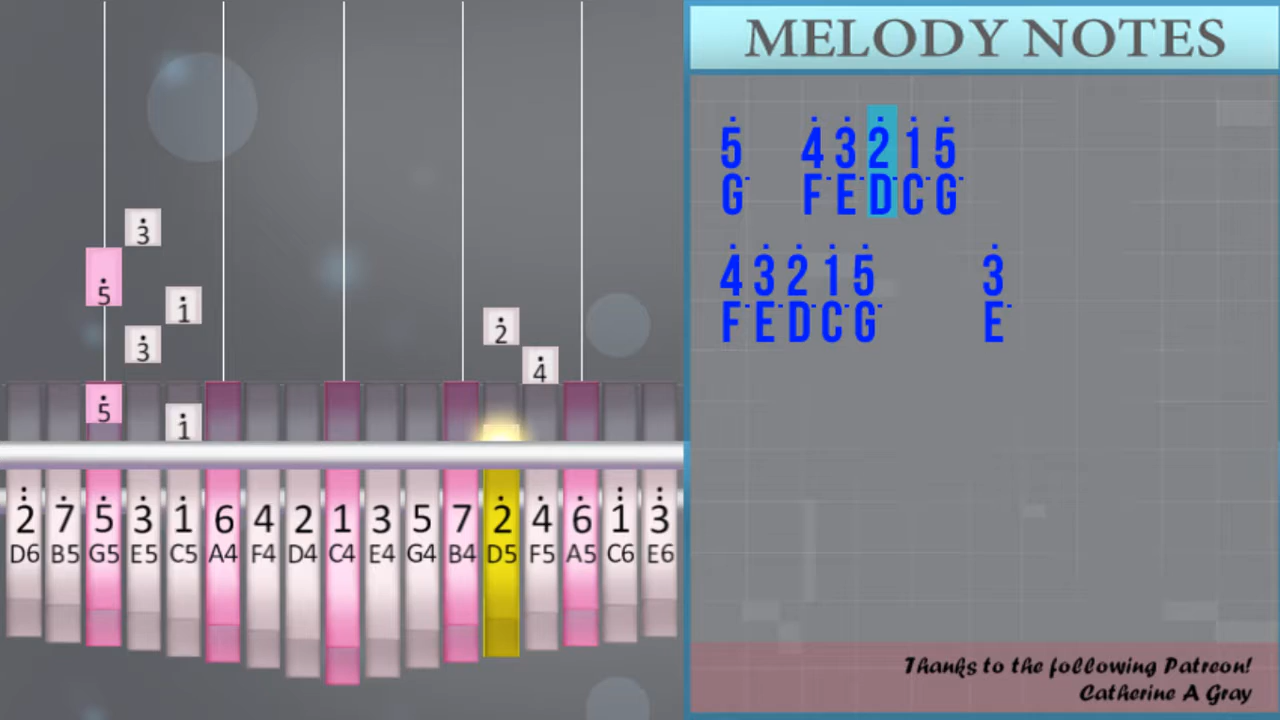 MELODY NOTES
5̇ 4̇ 3̇ 2̇ 1̇ 5̇
G˙ F˙ E˙ D˙ C˙ G˙
4̇ 3̇ 2̇ 1̇ 5̇ 3̇
F˙ E˙ D˙ C˙ G˙ E˙
3̇
5̇
1̇
2̇
3̇
4̇
5̇
1̇
2̈ 7̇ 5̇ 3̇ 1̇ 6 4 2 1 3 5 7 2̇ 4̇ 6̇ 1̈ 3̈
D6 B5 G5 E5 C5 A4 F4 D4 C4 E4 G4 B4 D5 F5 A5 C6 E6
Thanks to the following Patreon!
Catherine A Gray